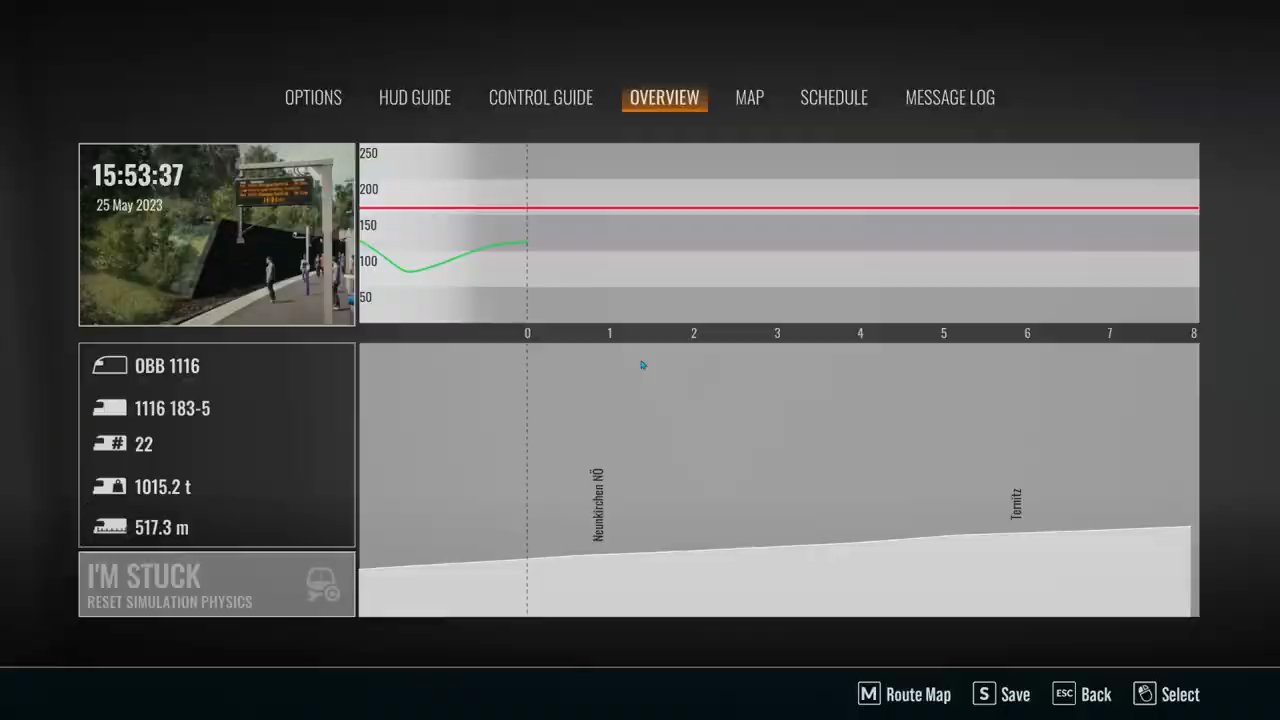 OPTIONS HUD GUIDE CONTROL GUIDE OVERVIEW MAP SCHEDULE MESSAGE LOG
15:53:37
25 May 2023
250
200
150
100
50
0 1 2 3 4 5 6 7 8
OBB 1116
1116 183-5
22
1015.2 t
517.3 m
Neunkirchen NÖ
Ternitz
I'M STUCK
RESET SIMULATION PHYSICS
M Route Map S Save ESC Back Select